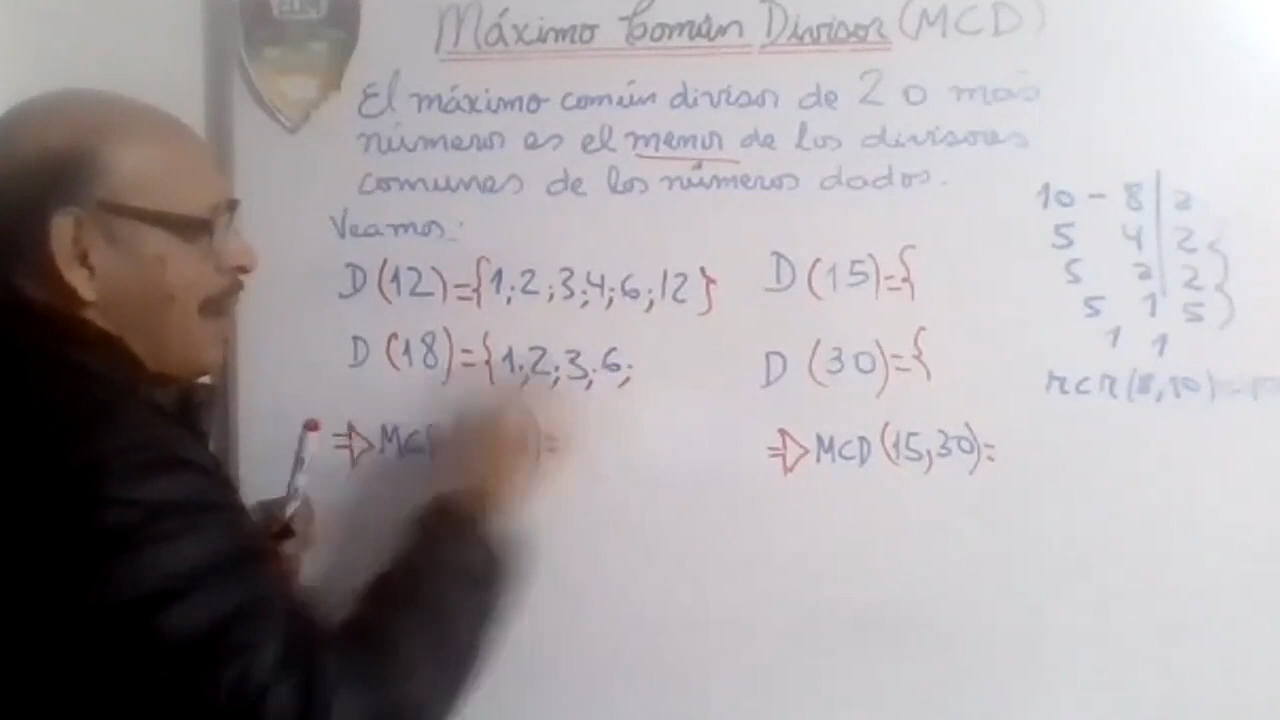 Máximo Común Divisor (MCD)
El máximo común divisor de 2 o más
números es el menor de los divisores
comunes de los números dados.
Veamos:
D (12)={1;2;3;4;6;12}
D (18)={1;2;3;6;
⇒ MCD )=
D (15)={
D (30)={
⇒ MCD (15,30)=
10 - 8 | 2
5 4 | 2
5 2 | 2
5 1 5
1 1